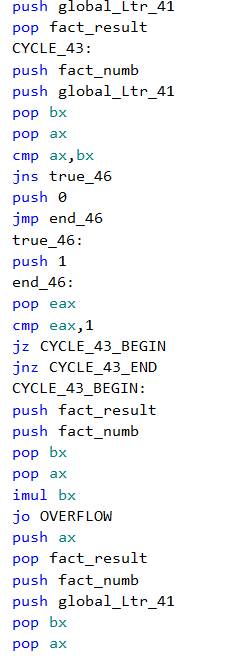 push global_Ltr_41
pop fact_result
CYCLE_43:
push fact_numb
push global_Ltr_41
pop bx
pop ax
cmp ax,bx
jns true_46
push 0
jmp end_46
true_46:
push 1
end_46:
pop eax
cmp eax,1
jz CYCLE_43_BEGIN
jnz CYCLE_43_END
CYCLE_43_BEGIN:
push fact_result
push fact_numb
pop bx
pop ax
imul bx
jo OVERFLOW
push ax
pop fact_result
push fact_numb
push global_Ltr_41
pop bx
pop ax